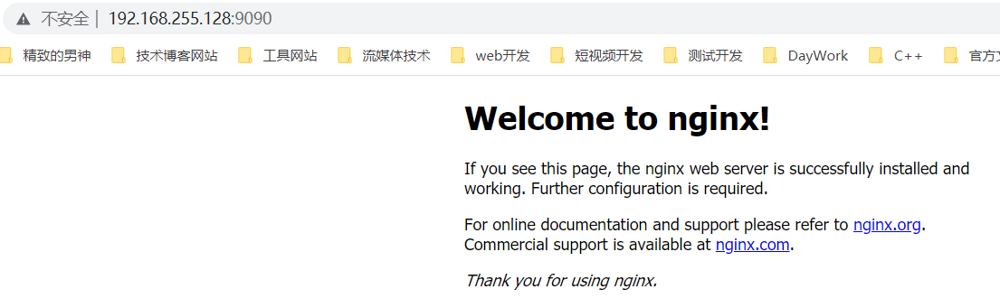 不安全 | 192.168.255.128:9090
精致的男神 技术博客网站 工具网站 流媒体技术 web开发 短视频开发 测试开发 DayWork C++ 官方
Welcome to nginx!
If you see this page, the nginx web server is successfully installed and
working. Further configuration is required.
For online documentation and support please refer to nginx.org.
Commercial support is available at nginx.com.
Thank you for using nginx.